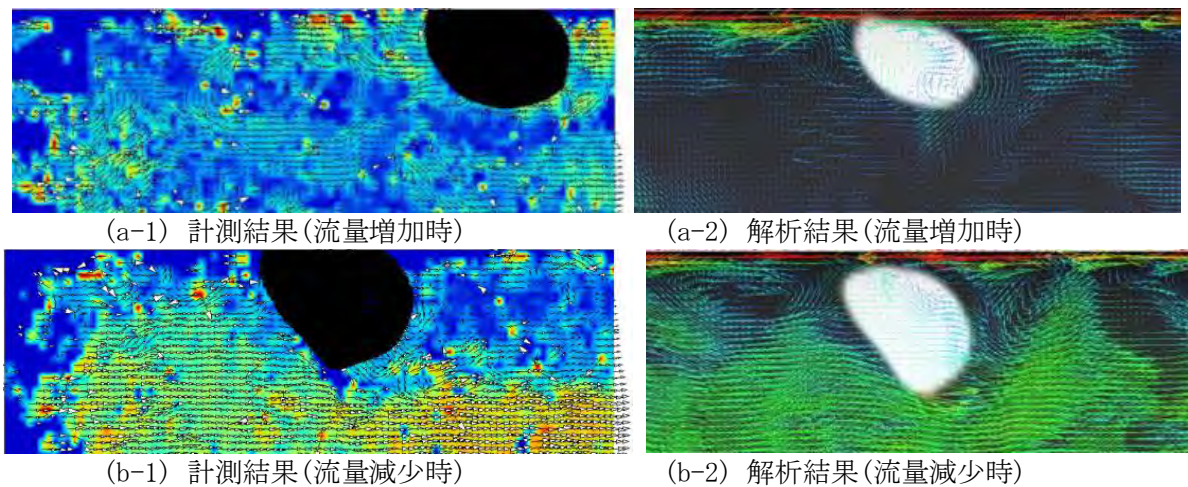 (a-1) 計測結果(流量増加時)
(a-2) 解析結果(流量増加時)
(b-1) 計測結果(流量減少時)
(b-2) 解析結果(流量減少時)